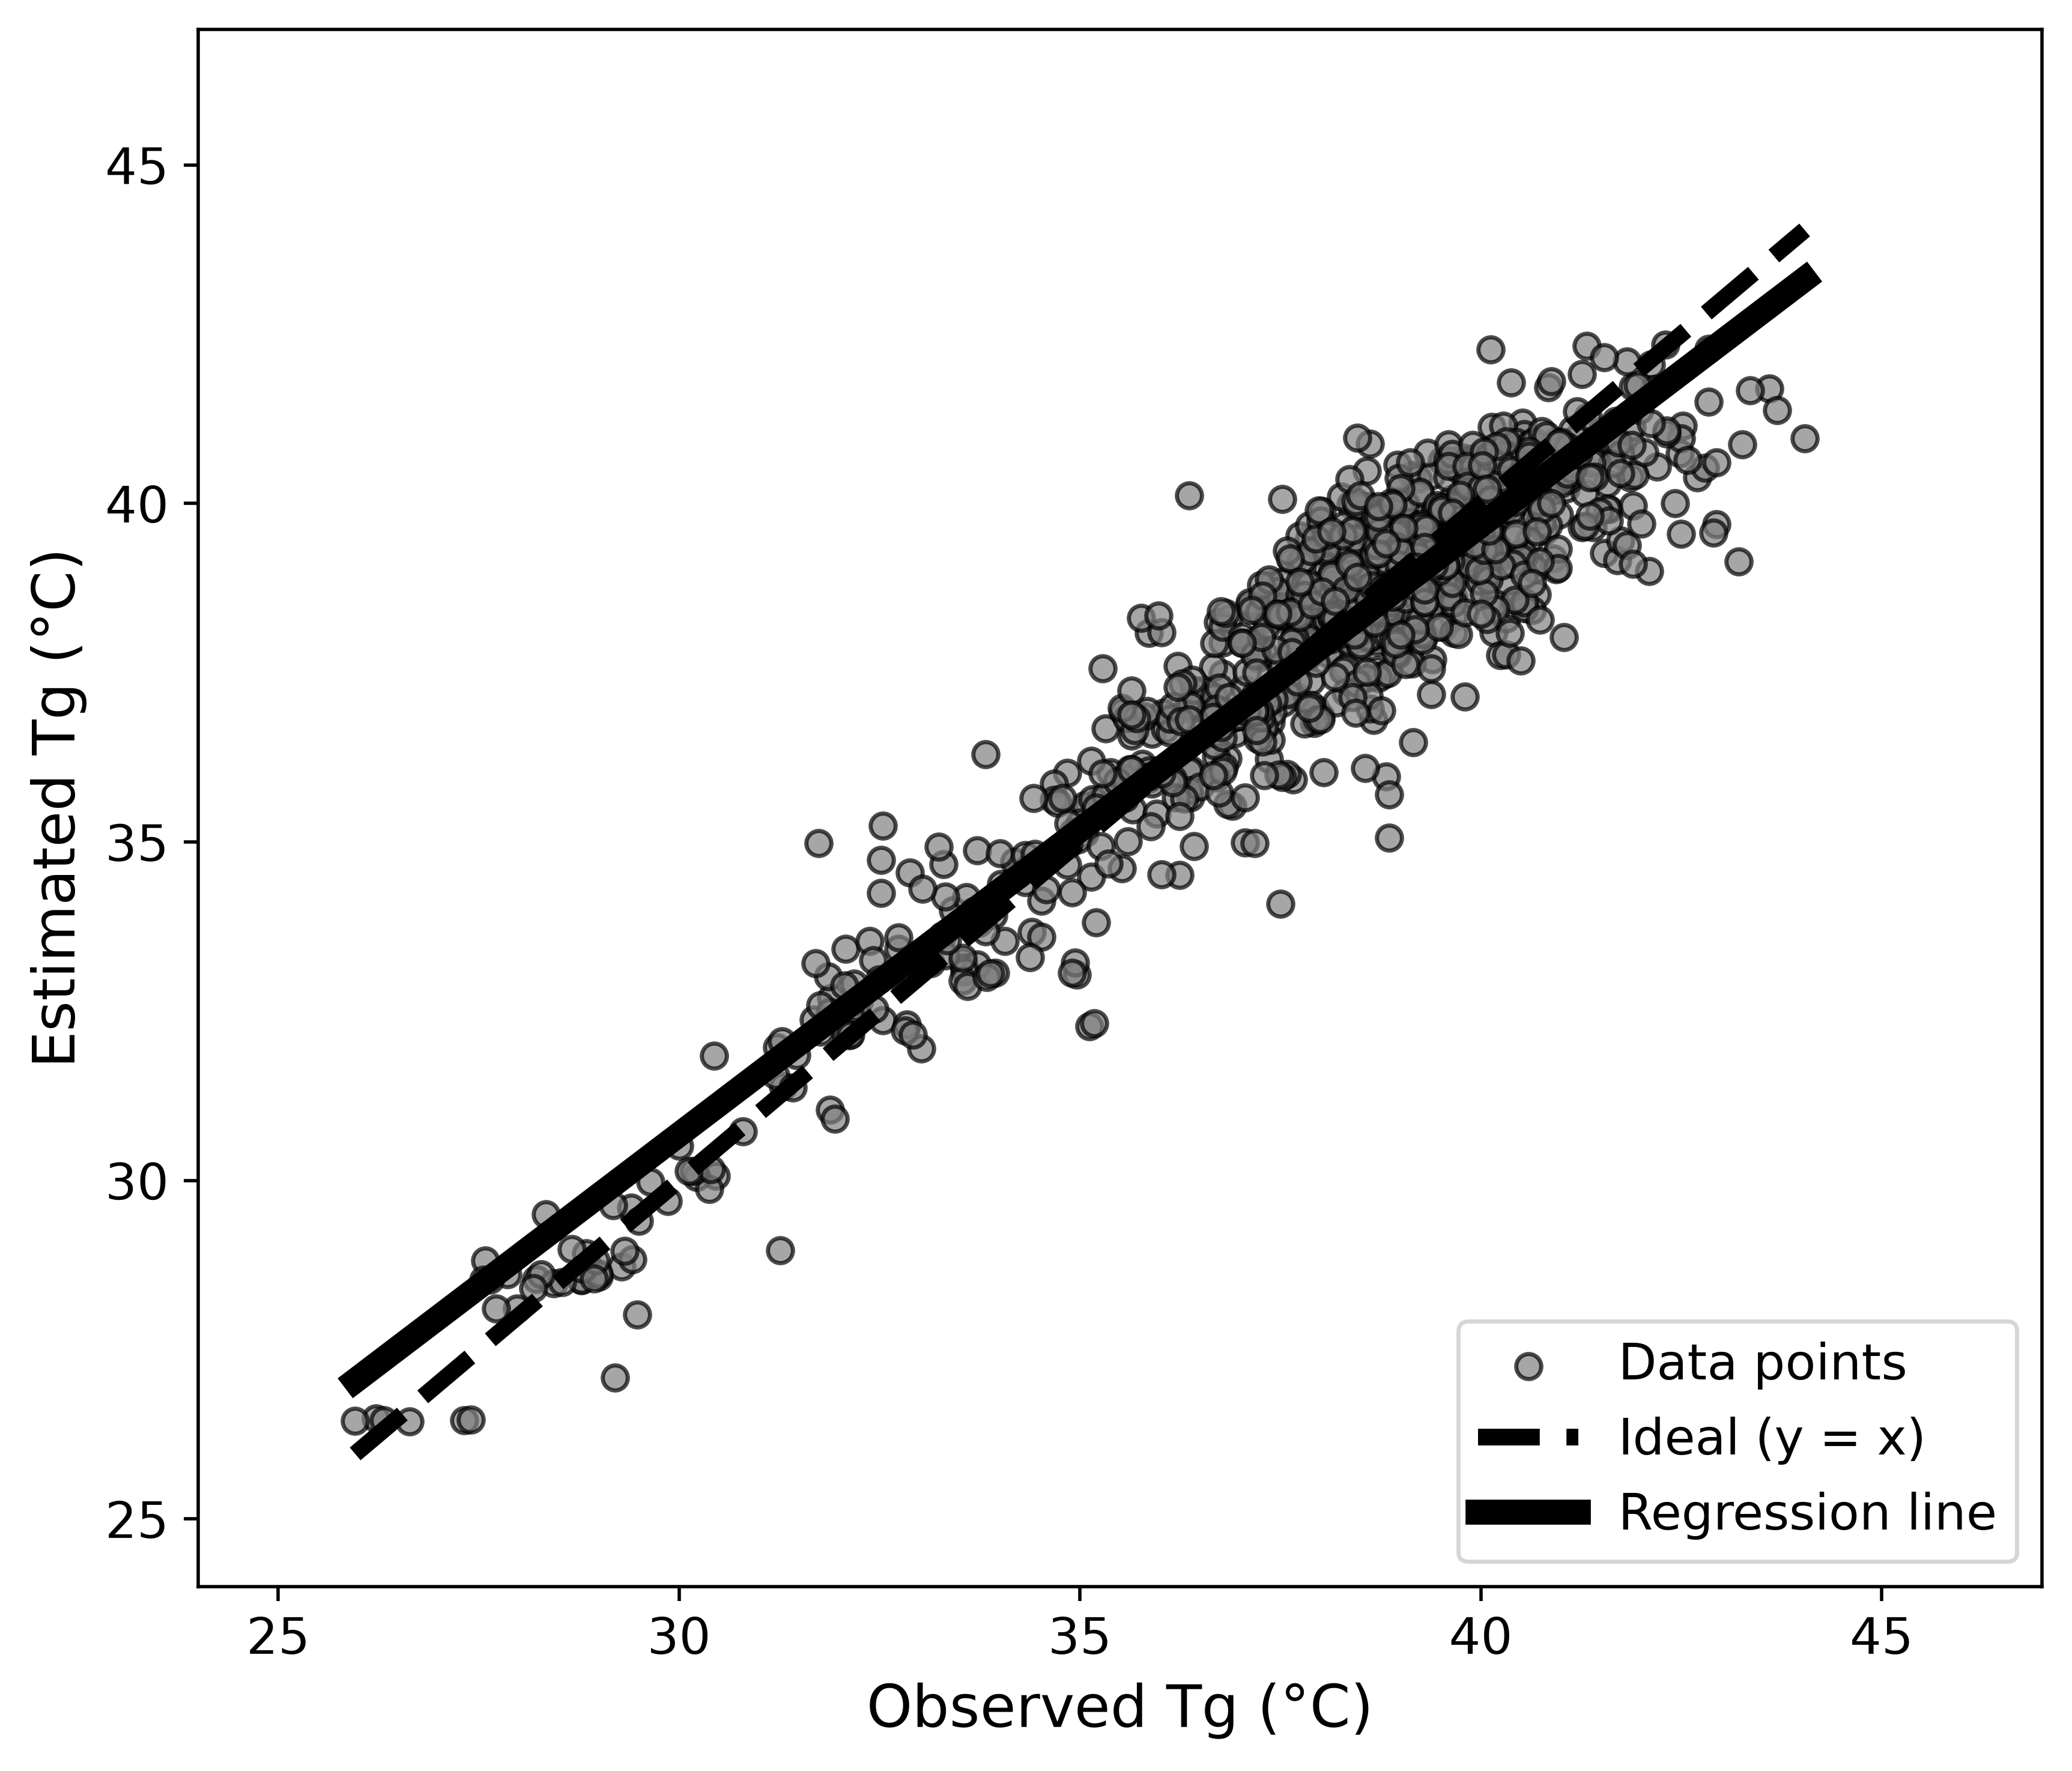 Estimated Tg (°C)
45
40
35
30
25
25 30 35 40 45
Observed Tg (°C)
Data points
Ideal (y = x)
Regression line